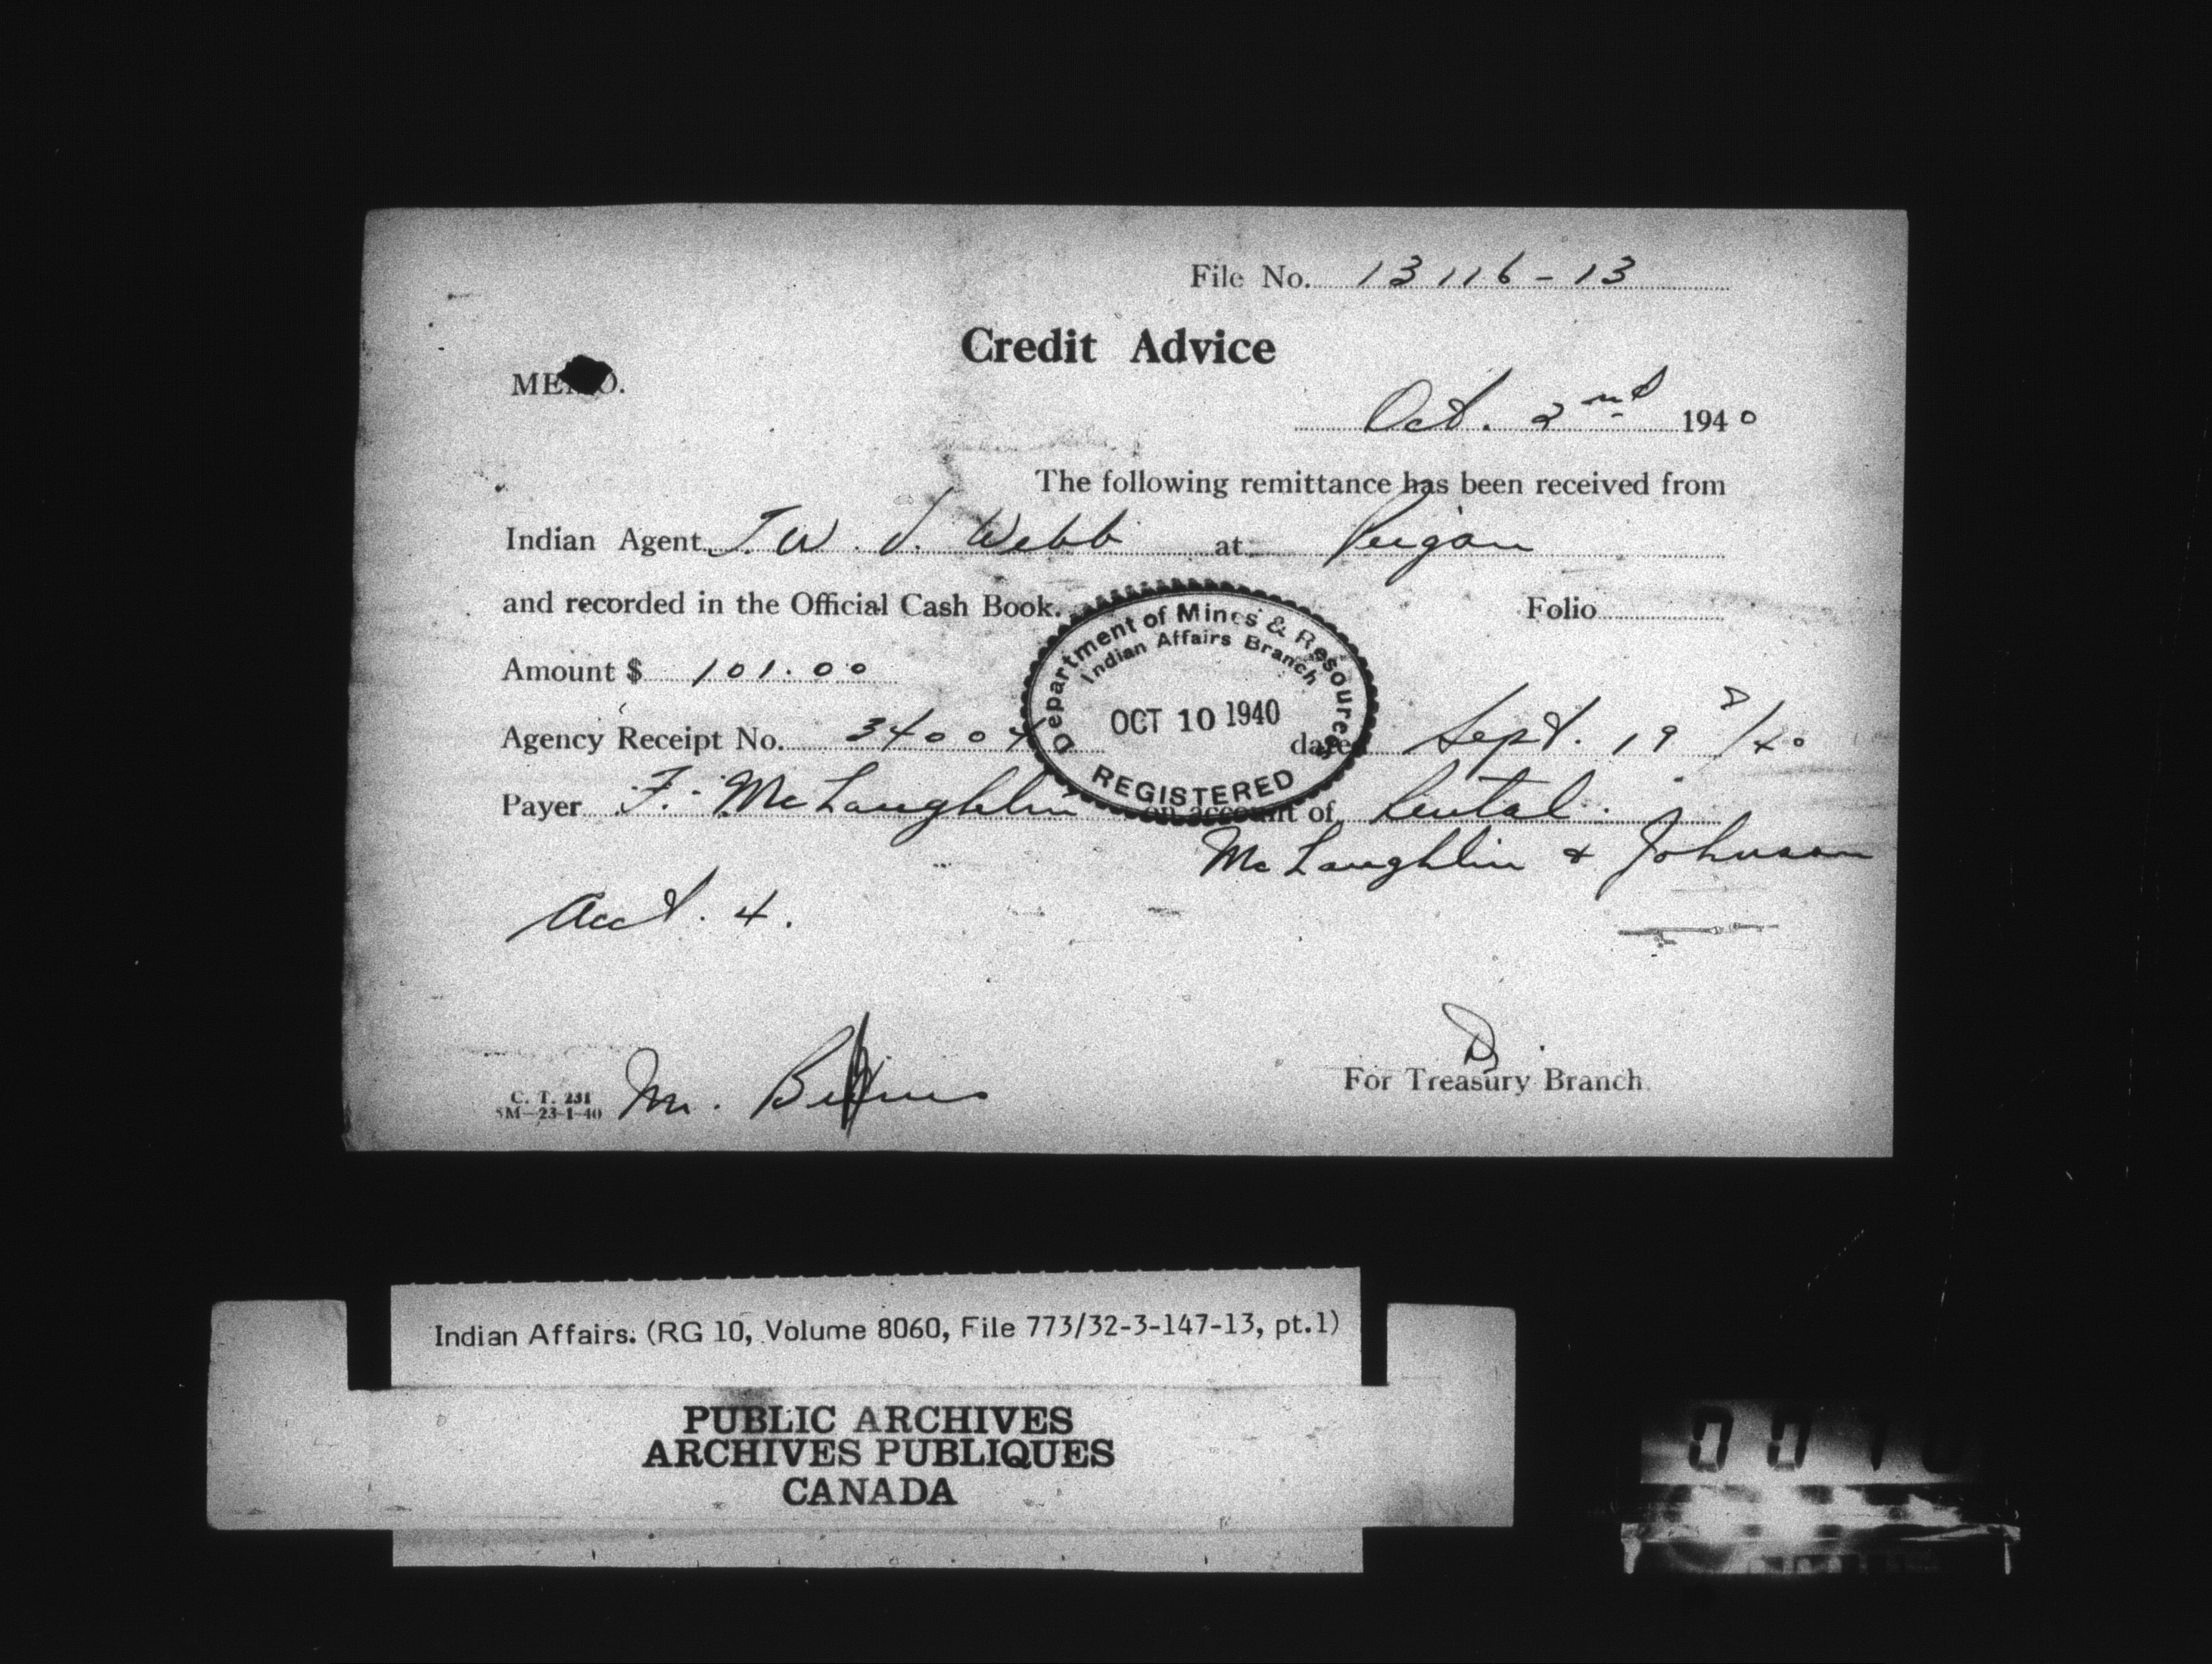 File No. 13116-13
Credit Advice
MEMO.
Oct. 2nd 1940
The following remittance has been received from
Indian Agent J. W. J. Webb at Peigan
and recorded in the Official Cash Book. Folio
Department of Mines & Resources
Indian Affairs Branch
OCT 10 1940
REGISTERED
Amount $ 101.00
Agency Receipt No. 34004 date Sept. 19 /40
Payer F. McLaughlin on account of Rental.
McLaughlin & Johnson
Acct. 4.
For Treasury Branch.
C. T. 231
5M-23-1-40
Mr.
Indian Affairs. (RG 10, Volume 8060, File 773/32-3-147-13, pt.1)
PUBLIC ARCHIVES
ARCHIVES PUBLIQUES
CANADA